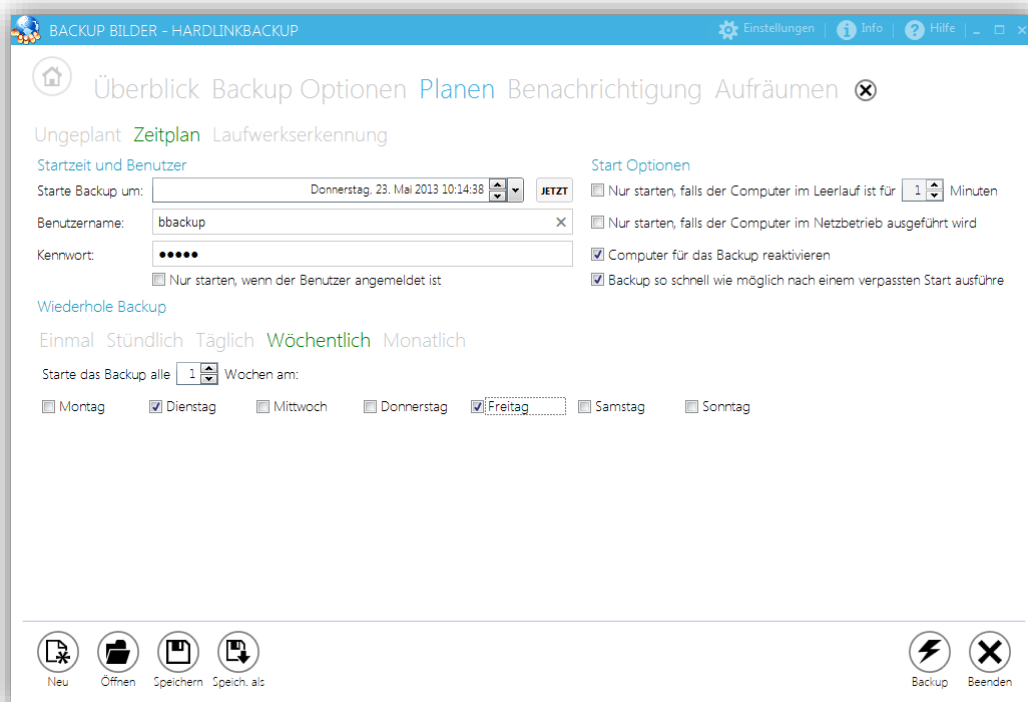 BACKUP BILDER - HARDLINKBACKUP Einstellungen | Info | Hilfe
Überblick Backup Optionen Planen Benachrichtigung Aufräumen
Ungeplant Zeitplan Laufwerkserkennung
Startzeit und Benutzer
Starte Backup um: Donnerstag, 23. Mai 2013 10:14:38 JETZT
Benutzername: bbackup
Kennwort: ●●●●●
Nur starten, wenn der Benutzer angemeldet ist
Start Optionen
Nur starten, falls der Computer im Leerlauf ist für 1 Minuten
Nur starten, falls der Computer im Netzbetrieb ausgeführt wird
Computer für das Backup reaktivieren
Backup so schnell wie möglich nach einem verpassten Start ausführe
Wiederhole Backup
Einmal Stündlich Täglich Wöchentlich Monatlich
Starte das Backup alle 1 Wochen am:
Montag Dienstag Mittwoch Donnerstag Freitag Samstag Sonntag
Neu Öffnen Speichern Speich. als Backup Beenden